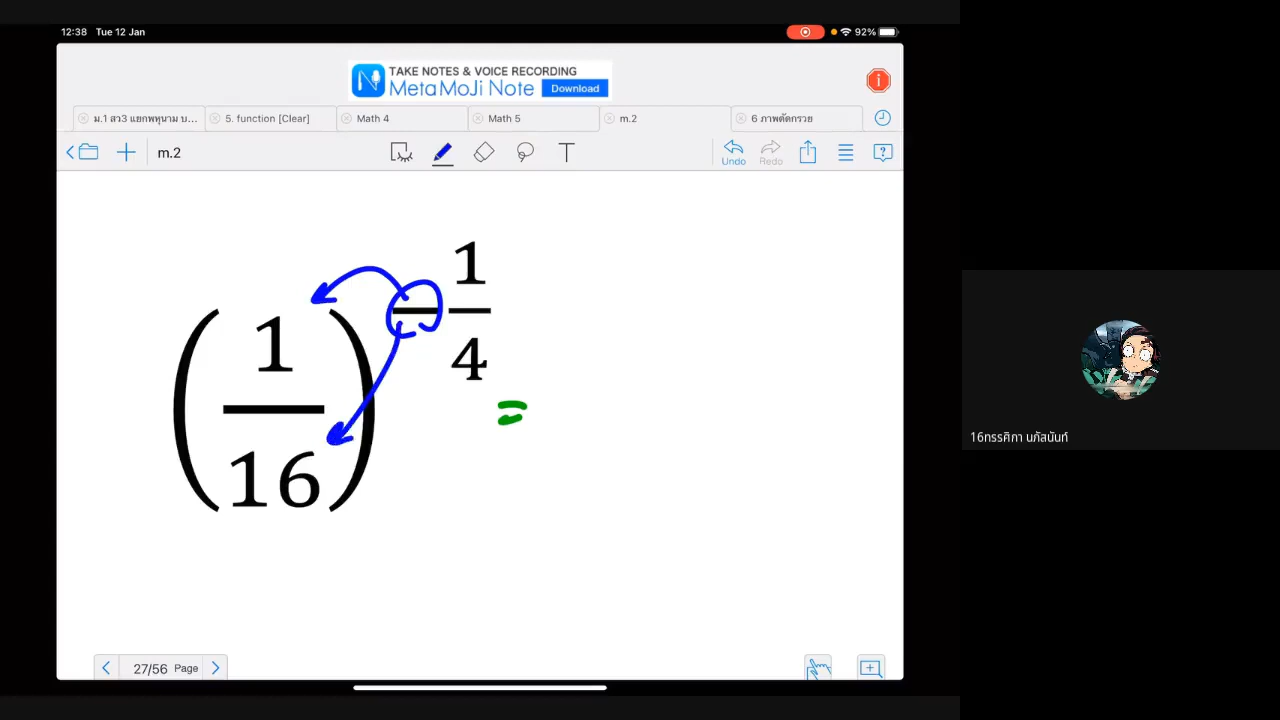 12:38 Tue 12 Jan
92%
TAKE NOTES & VOICE RECORDING
MetaMoJi Note Download
ม.1 สว3 แยกพหุนาม บ... 5. function [Clear] Math 4 Math 5 m.2 6 ภาพตัดกรวย
m.2 T Undo Redo
(1/16)^(-1/4) =
16กรรศิกา นภัสนันท์
27/56 Page